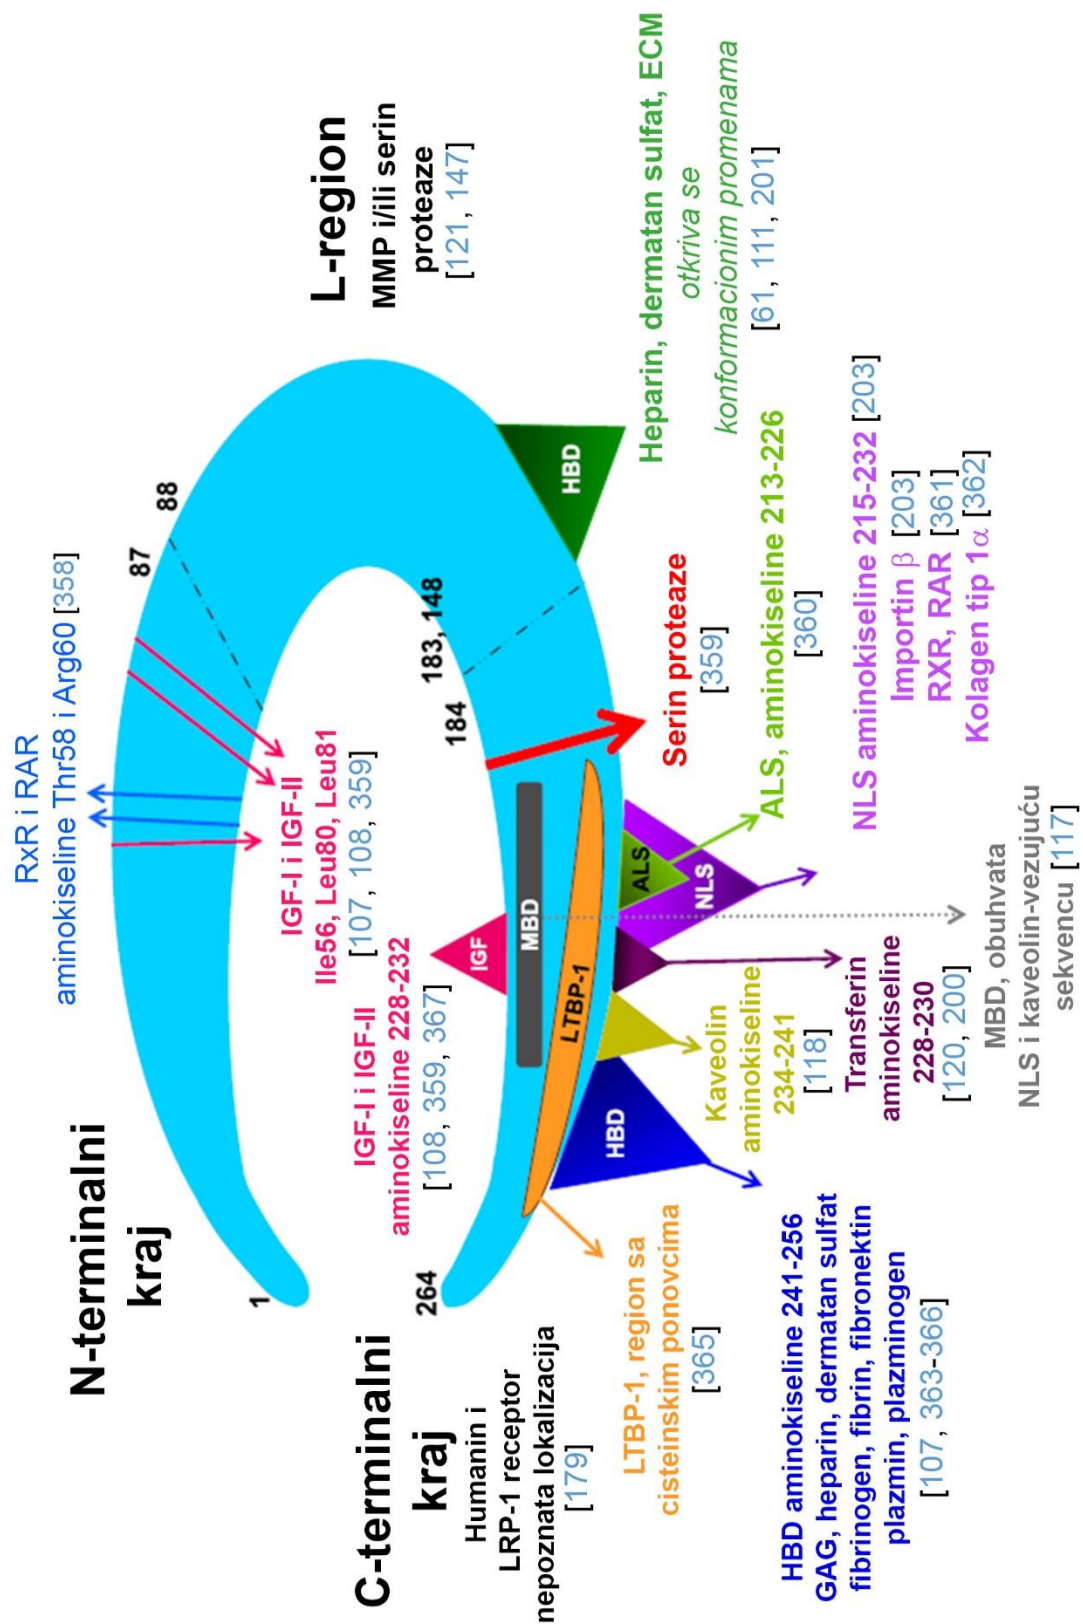 N-terminalni
kraj
RxR i RAR
aminokiseline Thr58 i Arg60 [358]
1
87
88
L-region
MMP i/ili serin
proteaze
[121, 147]
IGF-I i IGF-II
Ile56, Leu80, Leu81
[107, 108, 359]
183, 148
184
IGF-I i IGF-II
aminokiseline 228-232
[108, 359, 367]
C-terminalni
kraj
264
Humanin i
LRP-1 receptor
nepoznata lokalizacija
[179]
IGF
MBD
LTBP-1
HBD
ALS
NLS
HBD
Heparin, dermatan sulfat, ECM
otkriva se
konformacionim promenama
[61, 111, 201]
Serin proteaze
[359]
ALS, aminokiseline 213-226
[360]
NLS aminokiseline 215-232 [203]
Importin β [203]
RXR, RAR [361]
Kolagen tip 1α [362]
LTBP-1, region sa
cisteinskim ponovcima
[365]
Kaveolin
aminokiseline
234-241
[118]
Transferin
aminokiseline
228-230
[120, 200]
MBD, obuhvata
NLS i kaveolin-vezujuću
sekvencu [117]
HBD aminokiseline 241-256
GAG, heparin, dermatan sulfat
fibrinogen, fibrin, fibronektin
plazmin, plazminogen
[107, 363-366]